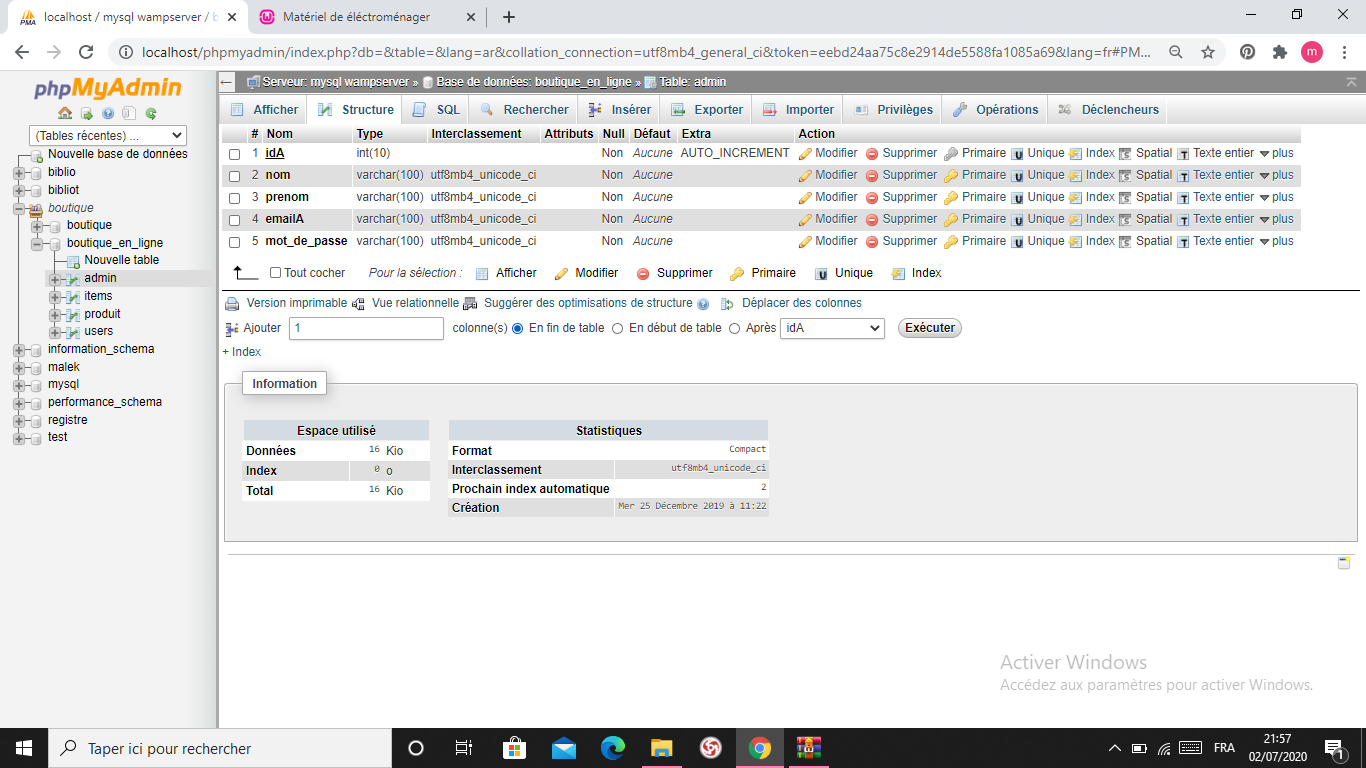 localhost / mysql wampserver / b
Matériel de éléctroménager
localhost/phpmyadmin/index.php?db=&table=&lang=ar&collation_connection=utf8mb4_general_ci&token=eebd24aa75c8e2914de5588fa1085a69&lang=fr#PM...
m
phpMyAdmin
(Tables récentes) ...
Nouvelle base de données
biblio
bibliot
boutique
boutique
boutique_en_ligne
Nouvelle table
admin
items
produit
users
information_schema
malek
mysql
performance_schema
registre
test
Serveur: mysql wampserver » Base de données: boutique_en_ligne » Table: admin
Afficher Structure SQL Rechercher Insérer Exporter Importer Privilèges Opérations Déclencheurs
# Nom Type Interclassement Attributs Null Défaut Extra Action
1 idA int(10) Non Aucune AUTO_INCREMENT Modifier Supprimer Primaire Unique Index Spatial Texte entier plus
2 nom varchar(100) utf8mb4_unicode_ci Non Aucune Modifier Supprimer Primaire Unique Index Spatial Texte entier plus
3 prenom varchar(100) utf8mb4_unicode_ci Non Aucune Modifier Supprimer Primaire Unique Index Spatial Texte entier plus
4 emailA varchar(100) utf8mb4_unicode_ci Non Aucune Modifier Supprimer Primaire Unique Index Spatial Texte entier plus
5 mot_de_passe varchar(100) utf8mb4_unicode_ci Non Aucune Modifier Supprimer Primaire Unique Index Spatial Texte entier plus
Tout cocher Pour la sélection : Afficher Modifier Supprimer Primaire Unique Index
Version imprimable Vue relationnelle Suggérer des optimisations de structure Déplacer des colonnes
Ajouter 1 colonne(s) En fin de table En début de table Après idA Exécuter
+ Index
Information
Espace utilisé
Données 16 Kio
Index 0 o
Total 16 Kio
Statistiques
Format Compact
Interclassement utf8mb4_unicode_ci
Prochain index automatique 2
Création Mer 25 Décembre 2019 à 11:22
Activer Windows
Accédez aux paramètres pour activer Windows.
Taper ici pour rechercher
FRA
21:57
02/07/2020
1